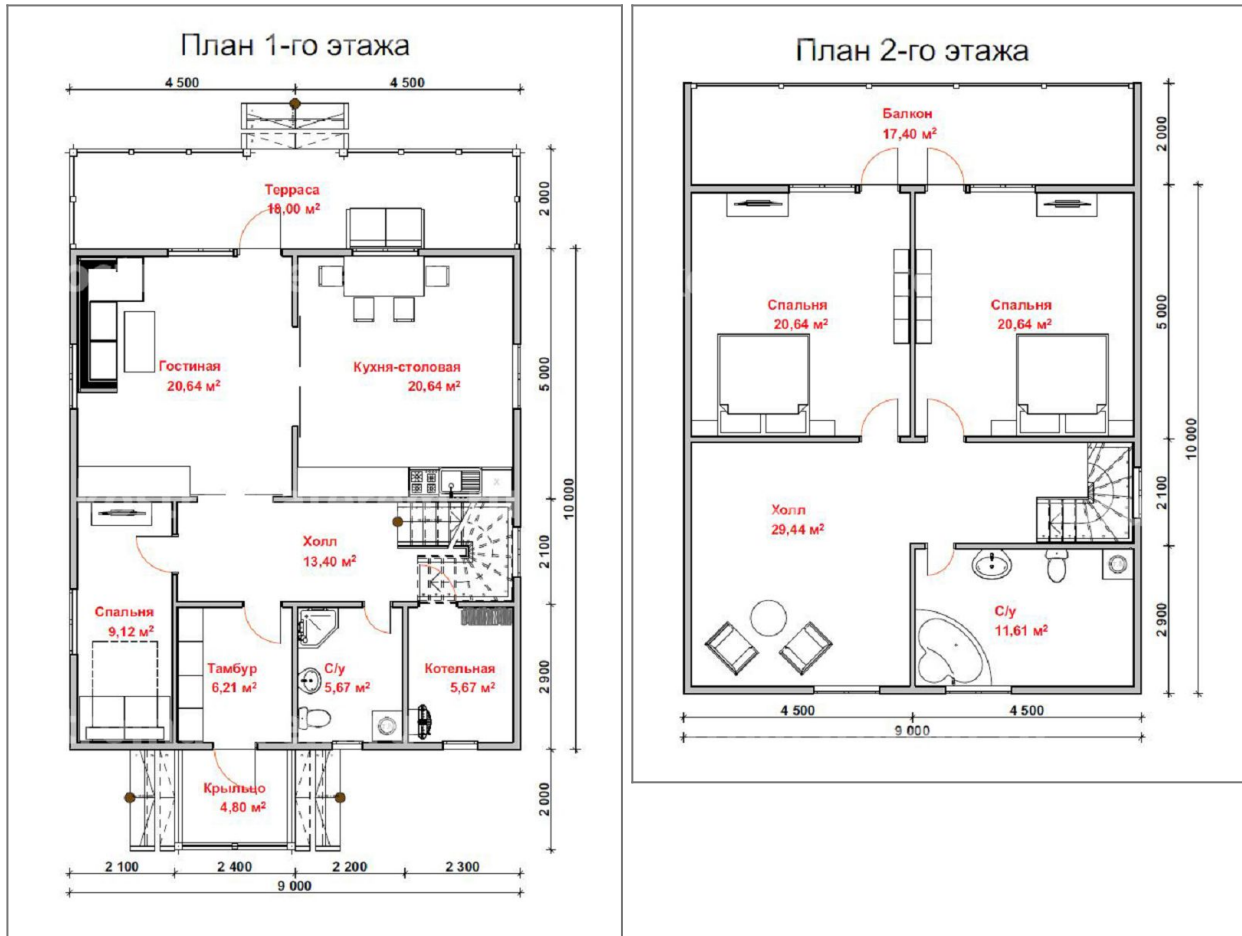 План 1-го этажа
4 500
4 500
Терраса
18,00 м²
2 000
Гостиная
20,64 м²
Кухня-столовая
20,64 м²
5 000
10 000
Холл
13,40 м²
2 100
Спальня
9,12 м²
Тамбур
6,21 м²
С/у
5,67 м²
Котельная
5,67 м²
2 900
Крыльцо
4,80 м²
2 000
2 100
2 400
2 200
2 300
9 000
План 2-го этажа
Балкон
17,40 м²
2 000
Спальня
20,64 м²
Спальня
20,64 м²
5 000
10 000
Холл
29,44 м²
2 100
С/у
11,61 м²
2 900
4 500
4 500
9 000